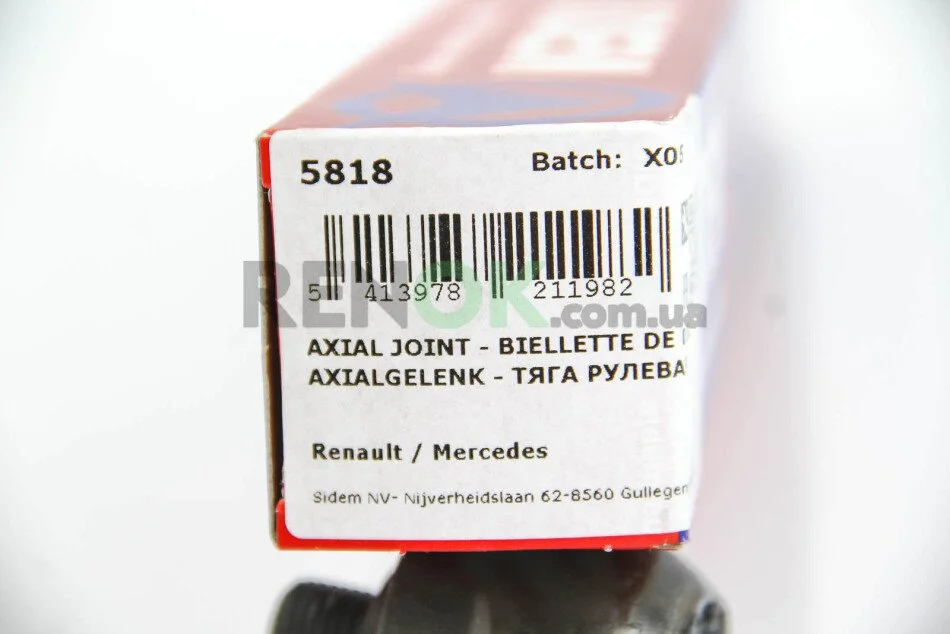 5818 Batch: X05
5 413978 211982
RENOK.com.ua
AXIAL JOINT - BIELLETTE DE
AXIALGELENK - ТЯГА РУЛЕВА
Renault / Mercedes
Sidem NV- Nijverheidslaan 62-8560 Gullegem